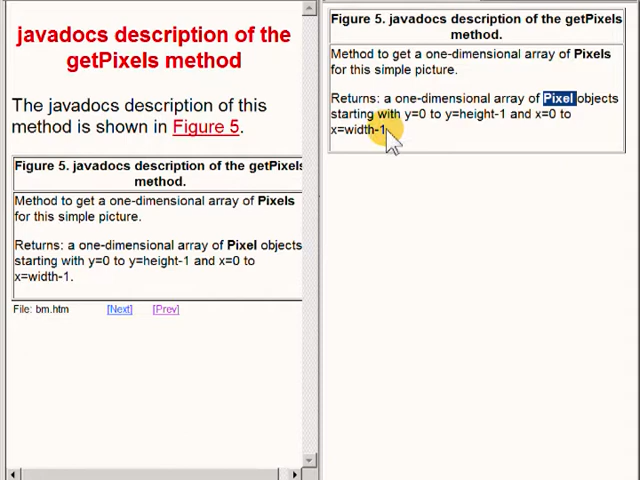 javadocs description of the
getPixels method
The javadocs description of this
method is shown in Figure 5.
Figure 5. javadocs description of the getPixels
method.
Method to get a one-dimensional array of Pixels
for this simple picture.
Returns: a one-dimensional array of Pixel objects
starting with y=0 to y=height-1 and x=0 to
x=width-1.
File: bm.htm [Next] [Prev]
Figure 5. javadocs description of the getPixels
method.
Method to get a one-dimensional array of Pixels
for this simple picture.
Returns: a one-dimensional array of Pixel objects
starting with y=0 to y=height-1 and x=0 to
x=width-1